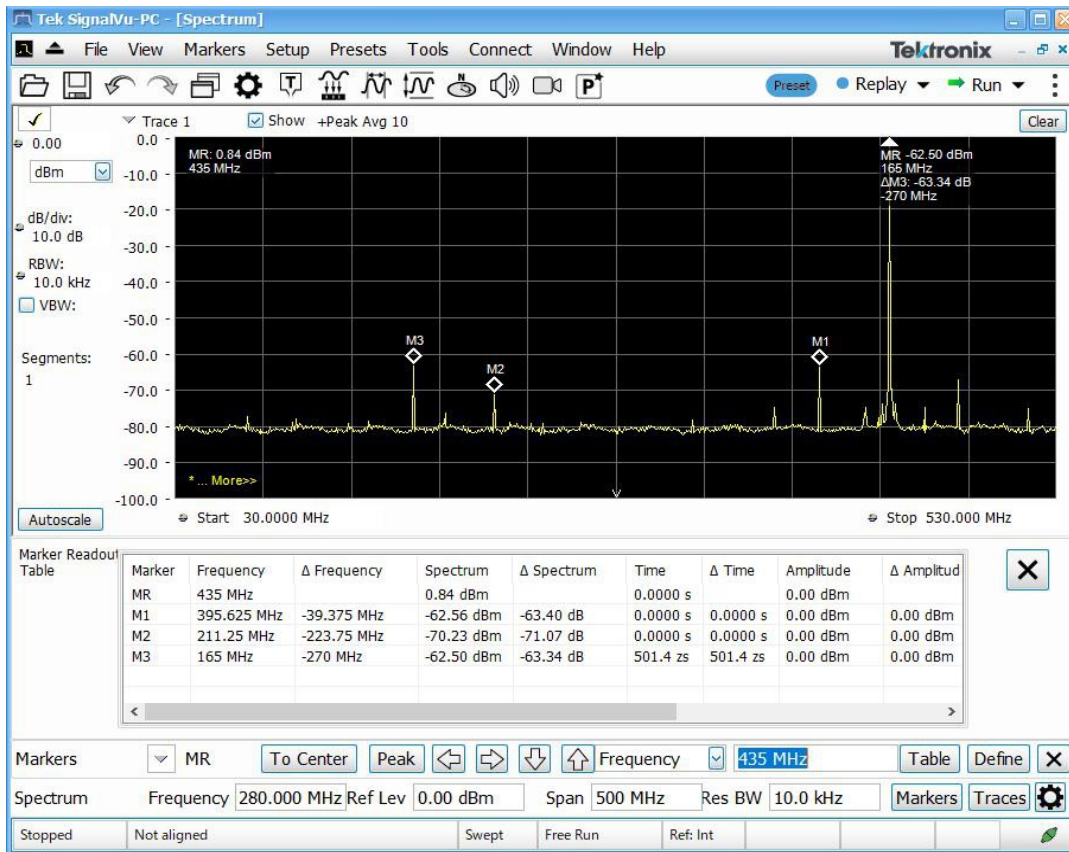 Tek SignalVu-PC - [Spectrum]
File View Markers Setup Presets Tools Connect Window Help
Tektronix
Preset Replay Run
Trace 1 Show +Peak Avg 10 Clear
0.00
dBm
dB/div:
10.0 dB
RBW:
10.0 kHz
VBW:
Segments:
1
Autoscale
0.0
-10.0
-20.0
-30.0
-40.0
-50.0
-60.0
-70.0
-80.0
-90.0
-100.0
MR: 0.84 dBm
435 MHz
MR -62.50 dBm
165 MHz
ΔM3: -63.34 dB
-270 MHz
M3
M2
M1
* ... More>>
Start 30.0000 MHz
Stop 530.000 MHz
Marker Readout
Table
Marker Frequency Δ Frequency Spectrum Δ Spectrum Time Δ Time Amplitude Δ Amplitud
MR 435 MHz 0.84 dBm 0.0000 s 0.00 dBm
M1 395.625 MHz -39.375 MHz -62.56 dBm -63.40 dB 0.0000 s 0.0000 s 0.00 dBm 0.00 dBm
M2 211.25 MHz -223.75 MHz -70.23 dBm -71.07 dB 0.0000 s 0.0000 s 0.00 dBm 0.00 dBm
M3 165 MHz -270 MHz -62.50 dBm -63.34 dB 501.4 zs 501.4 zs 0.00 dBm 0.00 dBm
Markers MR To Center Peak Frequency 435 MHz Table Define
Spectrum Frequency 280.000 MHz Ref Lev 0.00 dBm Span 500 MHz Res BW 10.0 kHz Markers Traces
Stopped Not aligned Swept Free Run Ref: Int